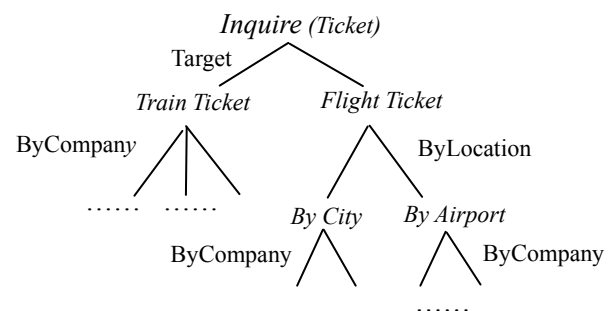 Inquire (Ticket)
Target
Train Ticket Flight Ticket
ByCompany ByLocation
...... ......
By City By Airport
ByCompany ByCompany
......